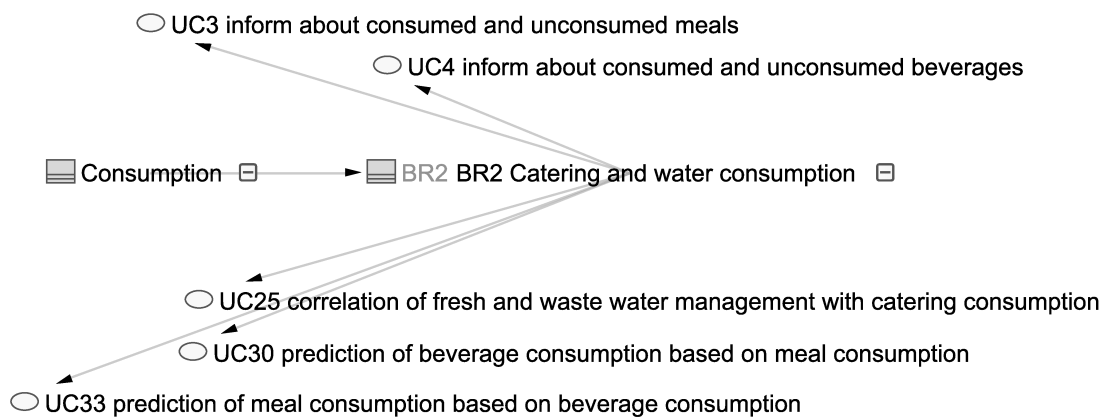 UC3 inform about consumed and unconsumed meals
UC4 inform about consumed and unconsumed beverages
Consumption
BR2 BR2 Catering and water consumption
UC25 correlation of fresh and waste water management with catering consumption
UC30 prediction of beverage consumption based on meal consumption
UC33 prediction of meal consumption based on beverage consumption